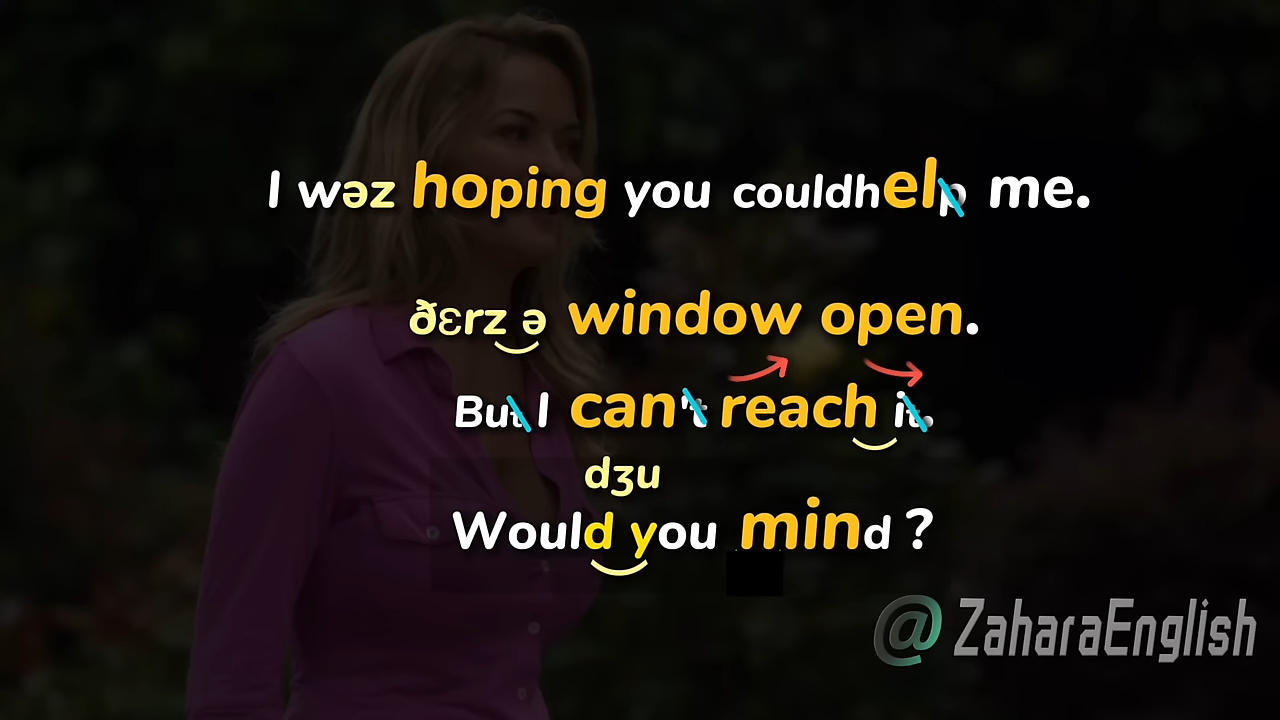 I wəz hoping you couldhelp me.
ðɛrz ə window open.
But I can't reach it.
dʒu
Would you mind ?
@ZaharaEnglish